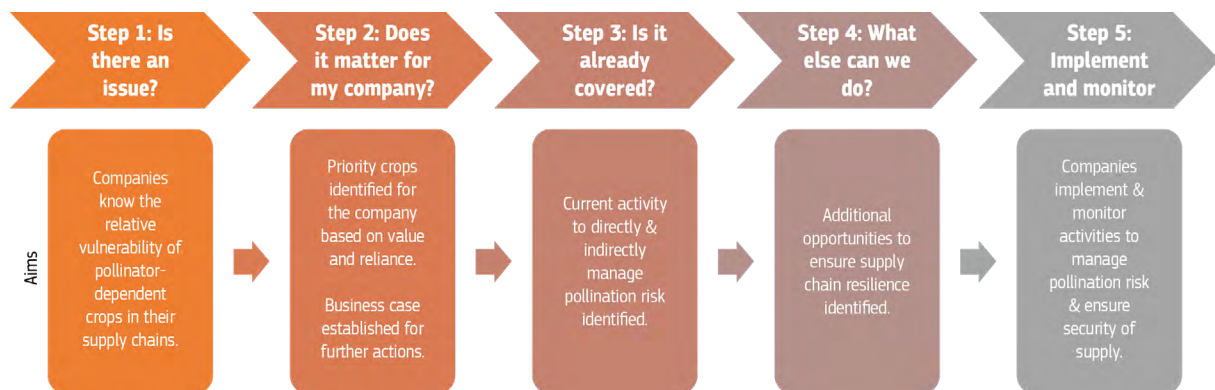 Step 1: Is
there an
issue?
Step 2: Does
it matter for
my company?
Step 3: Is it
already
covered?
Step 4: What
else can we
do?
Step 5:
Implement
and monitor
Aims
Companies
know the
relative
vulnerability of
pollinator-
dependent
crops in their
supply chains.
Priority crops
identified for
the company
based on value
and reliance.
Business case
established for
further actions.
Current activity
to directly &
indirectly
manage
pollination risk
identified.
Additional
opportunities to
ensure supply
chain resilience
identified.
Companies
implement &
monitor
activities to
manage
pollination risk
& ensure
security of
supply.